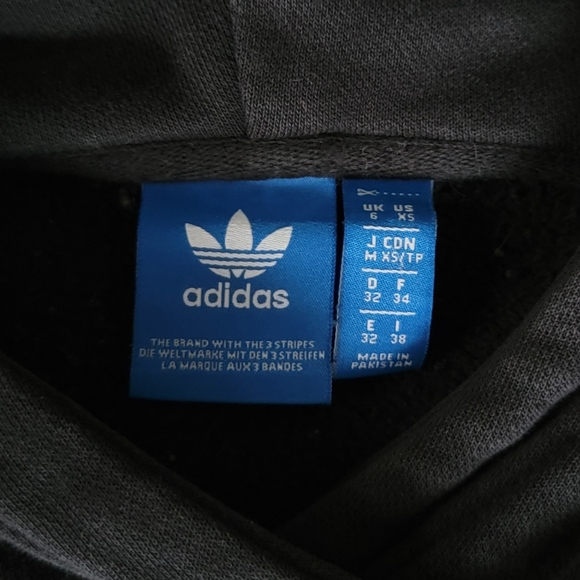 adidas
THE BRAND WITH THE 3 STRIPES
DIE WELTMARKE MIT DEN 3 STREIFEN
LA MARQUE AUX 3 BANDES
UK US
6 XS
J CDN
M XS/TP
D F
32 34
E I
32 38
MADE IN
PAKISTAN